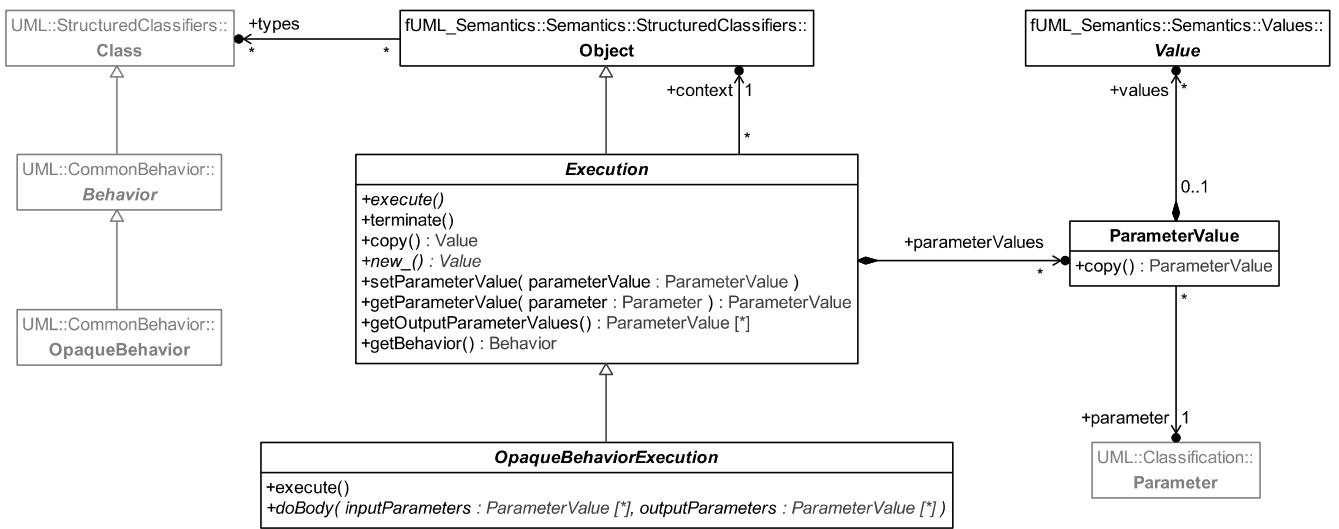 UML::StructuredClassifiers::
Class
+types
*
*
fUML_Semantics::Semantics::StructuredClassifiers::
Object
fUML_Semantics::Semantics::Values::
Value
+context
1
*
+values
*
0..1
UML::CommonBehavior::
Behavior
UML::CommonBehavior::
OpaqueBehavior
Execution
+execute()
+terminate()
+copy() : Value
+new_() : Value
+setParameterValue( parameterValue : ParameterValue )
+getParameterValue( parameter : Parameter ) : ParameterValue
+getOutputParameterValues() : ParameterValue [*]
+getBehavior() : Behavior
+parameterValues
*
ParameterValue
+copy() : ParameterValue
*
+parameter
1
UML::Classification::
Parameter
OpaqueBehaviorExecution
+execute()
+doBody( inputParameters : ParameterValue [*], outputParameters : ParameterValue [*] )